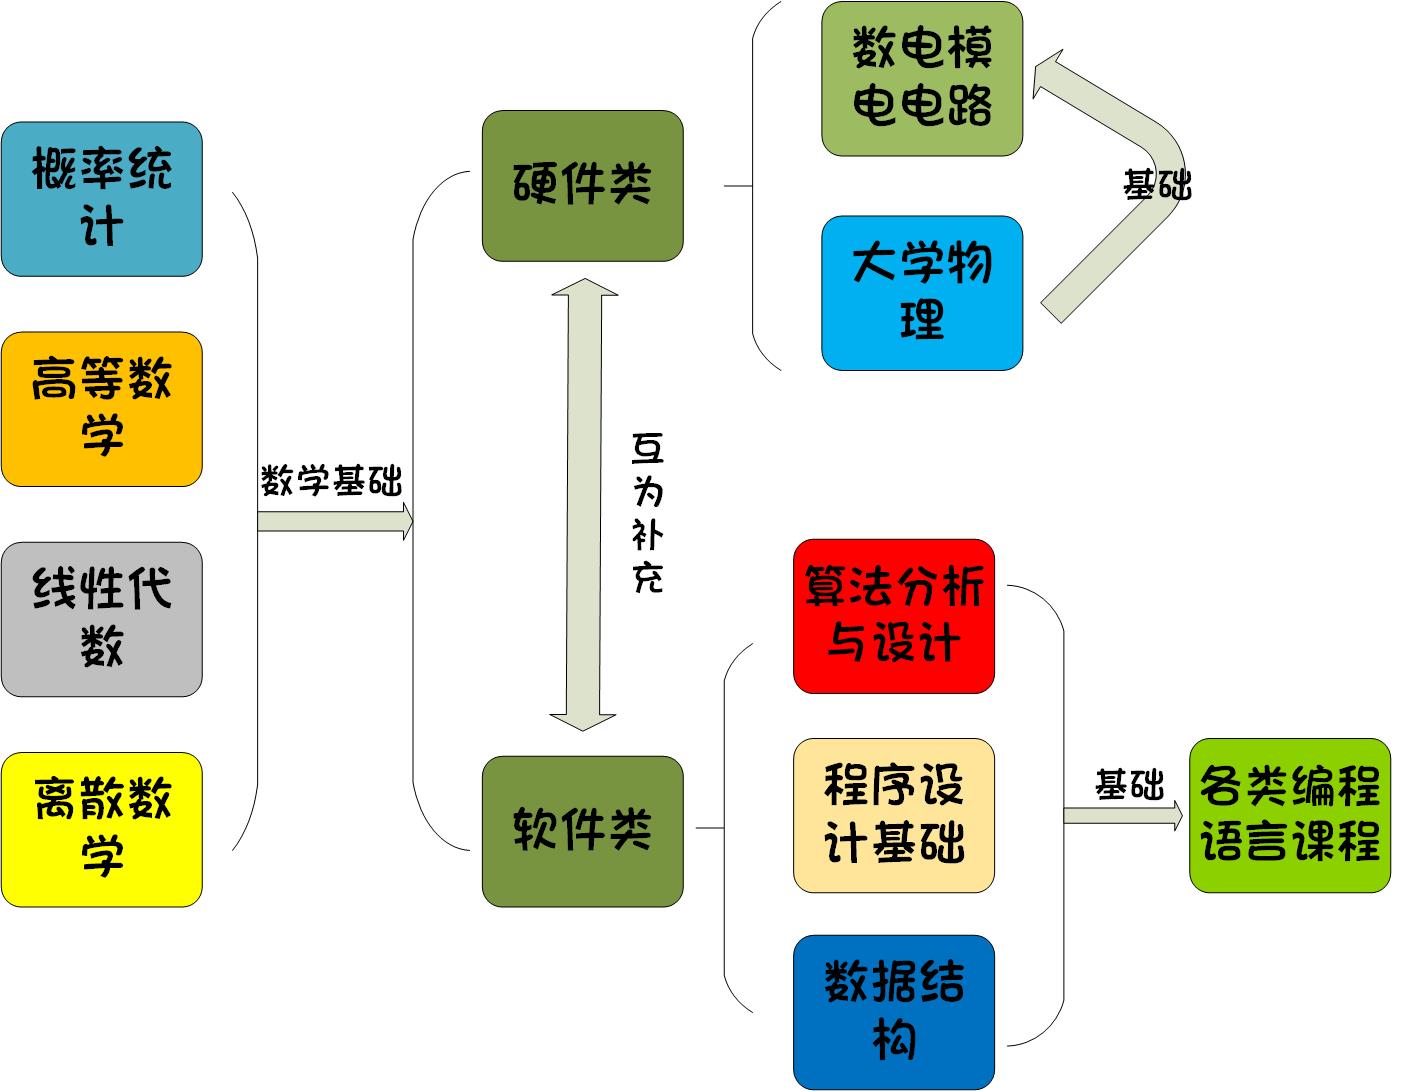 概率统
计
高等数
学
线性代
数
离散数
学
数学基础
硬件类
互
为
补
充
软件类
数电模
电电路
大学物
理
基础
算法分析
与设计
程序设
计基础
数据结
构
基础
各类编程
语言课程